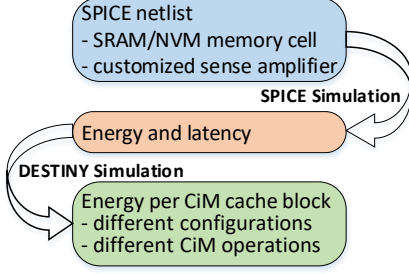 SPICE netlist
- SRAM/NVM memory cell
- customized sense amplifier
SPICE Simulation
Energy and latency
DESTINY Simulation
Energy per CiM cache block
- different configurations
- different CiM operations